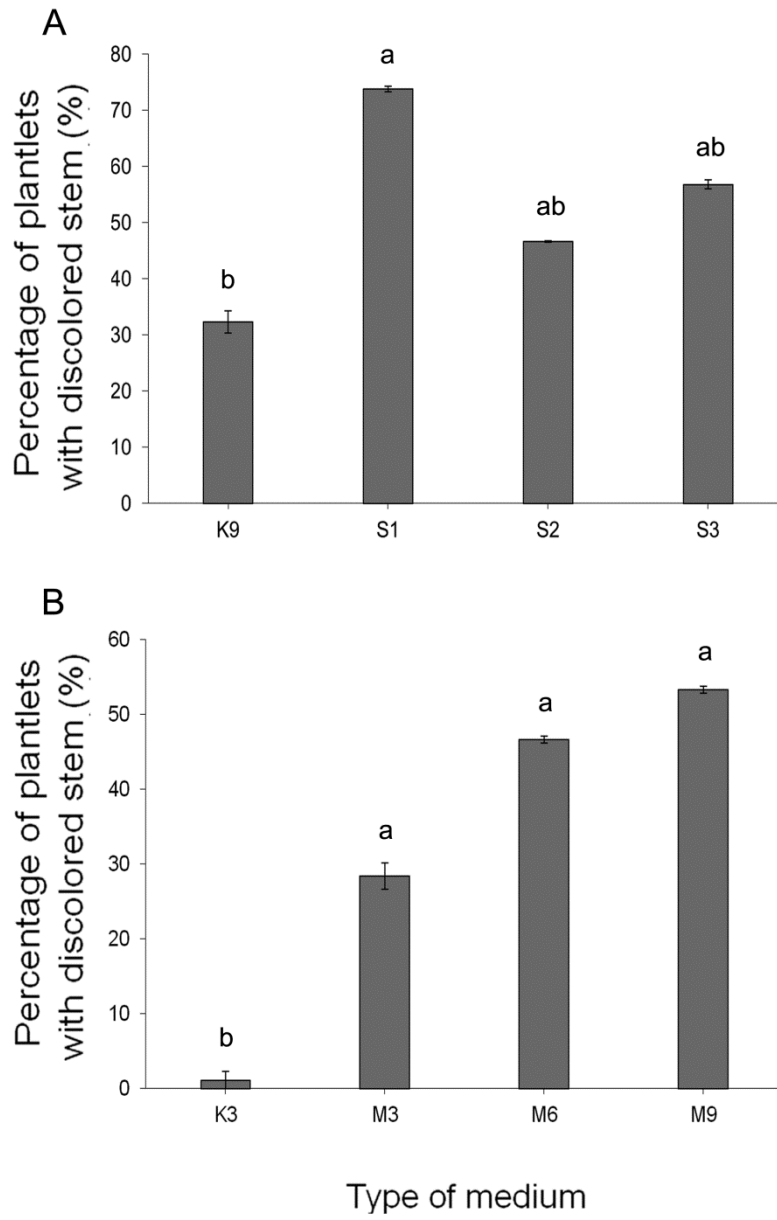 A
Percentage of plantlets
with discolored stem (%)
80
70
60
50
40
30
20
10
0
b
a
ab
ab
K9 S1 S2 S3
B
Percentage of plantlets
with discolored stem (%)
60
50
40
30
20
10
0
b
a
a
a
K3 M3 M6 M9
Type of medium